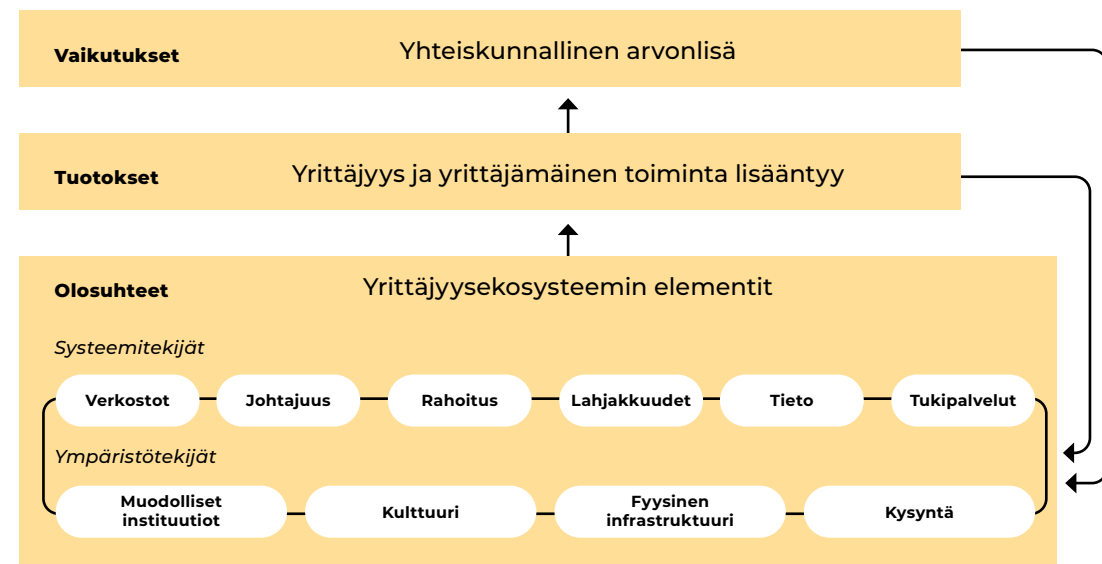 Vaikutukset
Yhteiskunnallinen arvonlisä
Tuotokset
Yrittäjyys ja yrittäjämäinen toiminta lisääntyy
Olosuhteet
Yrittäjyysekosysteemin elementit
Systeemitekijät
Verkostot
Johtajuus
Rahoitus
Lahjakkuudet
Tieto
Tukipalvelut
Ympäristötekijät
Muodolliset
instituutiot
Kulttuuri
Fyysinen
infrastruktuuri
Kysyntä